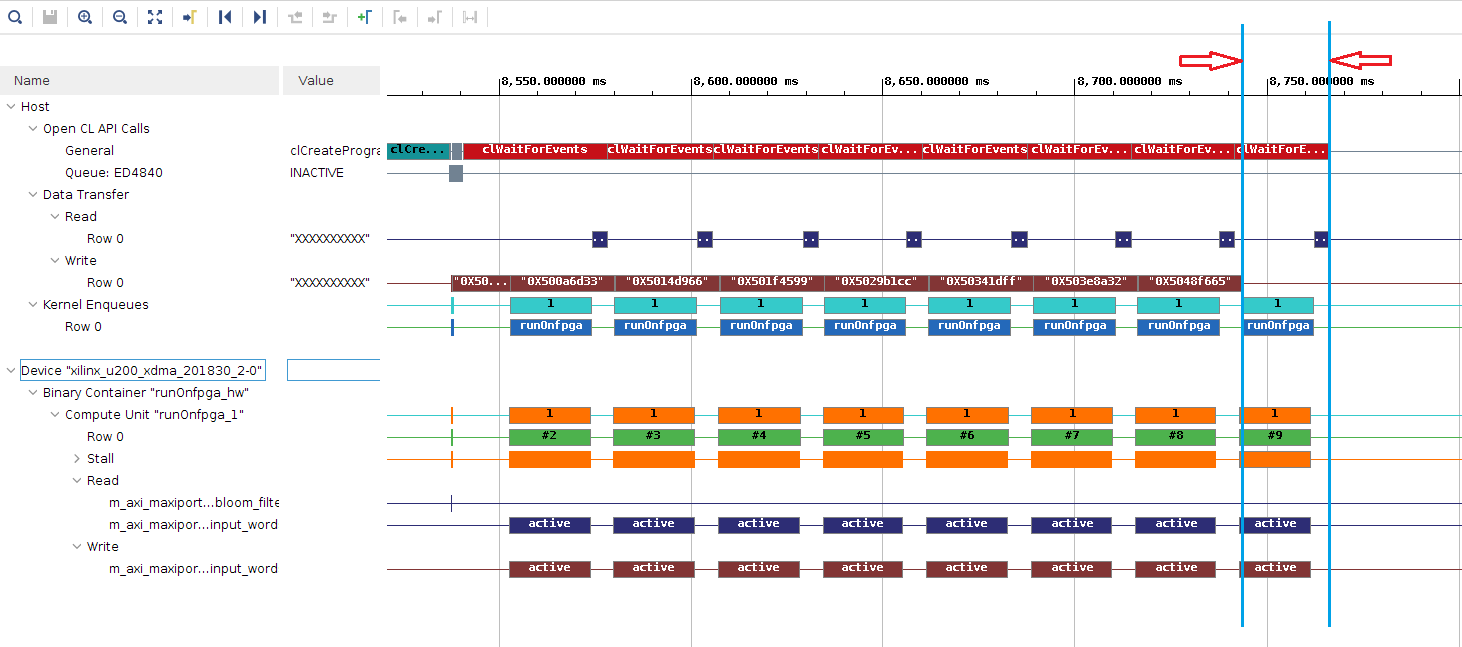 Name Value
8,550.000000 ms 8,600.000000 ms 8,650.000000 ms 8,700.000000 ms 8,750.000000 ms
Host
Open CL API Calls
General clCreateProgra clCre... clWaitForEvents clWaitForEvents clWaitForEvents clWaitForEv... clWaitForEvents clWaitForEv... clWaitForEv... clWaitForE...
Queue: ED4840 INACTIVE
Data Transfer
Read
Row 0 "XXXXXXXXXX" .. .. .. .. .. .. .. ..
Write
Row 0 "XXXXXXXXXX" "0X50... "0X500a6d33" "0X5014d966" "0X501f4599" "0X5029b1cc" "0X50341dff" "0X503e8a32" "0X5048f665"
Kernel Enqueues 1 1 1 1 1 1 1 1
Row 0 runOnfpga runOnfpga runOnfpga runOnfpga runOnfpga runOnfpga runOnfpga runOnfpga
Device "xilinx_u200_xdma_201830_2-0"
Binary Container "runOnfpga_hw"
Compute Unit "runOnfpga_1" 1 1 1 1 1 1 1 1
Row 0 #2 #3 #4 #5 #6 #7 #8 #9
Stall
Read
m_axi_maxiport...bloom_filte
m_axi_maxipor...input_word active active active active active active active active
Write
m_axi_maxipor...input_word active active active active active active active active